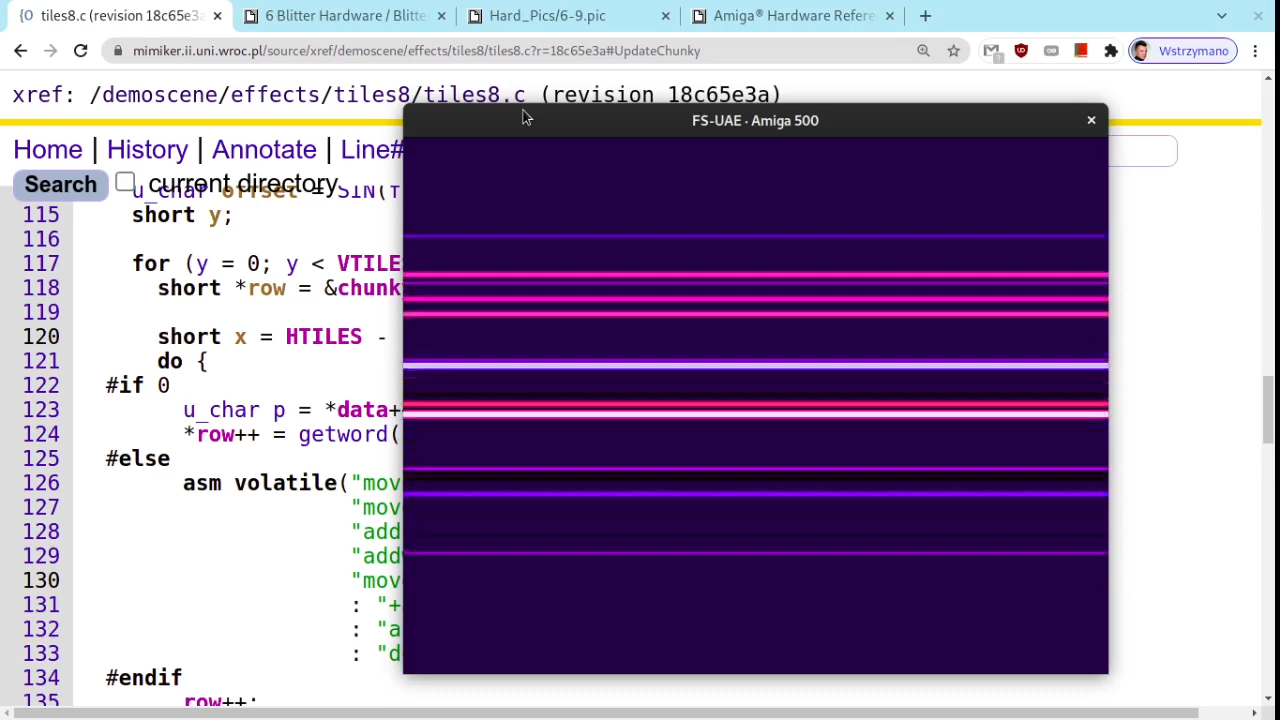 tiles8.c (revision 18c65e3a
6 Blitter Hardware / Blitte
Hard_Pics/6-9.pic
Amiga® Hardware Refere
mimiker.ii.uni.wroc.pl/source/xref/demoscene/effects/tiles8/tiles8.c?r=18c65e3a#UpdateChunky
Wstrzymano
xref: /demoscene/effects/tiles8/tiles8.c (revision 18c65e3a)
FS-UAE · Amiga 500
Home | History | Annotate | Line#
Search current directory
u_char offset = SIN(f
115 short y;
116
117 for (y = 0; y < VTILE
118 short *row = &chunk
119
120 short x = HTILES -
121 do {
122 #if 0
123 u_char p = *data+
124 *row++ = getword(
125 #else
126 asm volatile("mov
127 "mov
128 "add
129 "add
130 "mov
131 : "+
132 : "a
133 : "d
134 #endif
135 row++;